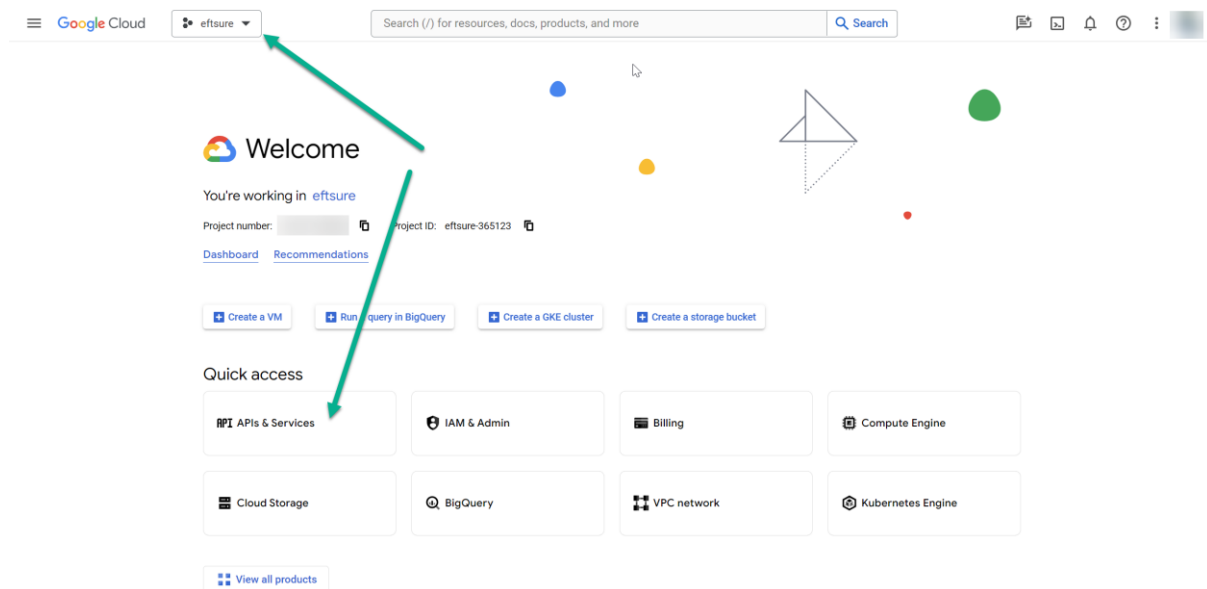 Google Cloud eftsure Search (/) for resources, docs, products, and more Search
Welcome
You're working in eftsure
Project number: Project ID: eftsure-365123
Dashboard Recommendations
Create a VM Run query in BigQuery Create a GKE cluster Create a storage bucket
Quick access
API APIs & Services IAM & Admin Billing Compute Engine
Cloud Storage BigQuery VPC network Kubernetes Engine
View all products